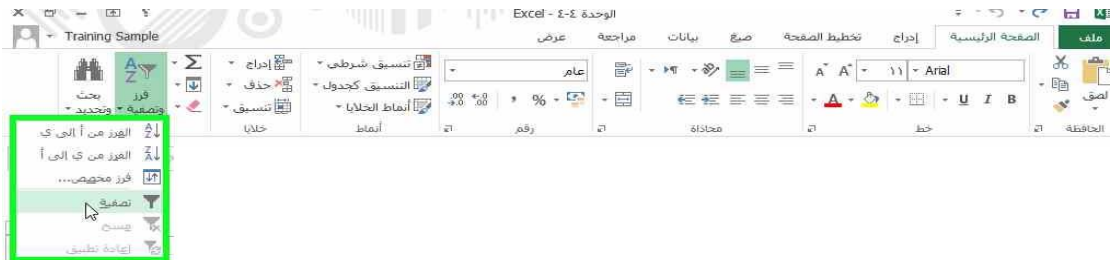 الوحدة ٤-٤ - Excel
Training Sample
ملف الصفحة الرئيسية إدراج تخطيط الصفحة صيغ بيانات مراجعة عرض
لصق
Arial ١١
B I U A A A
عام
% ,
تنسيق شرطي
التنسيق كجدول
أنماط الخلايا
إدراج
حذف
تنسيق
فرز وتصفية
بحث وتحديد
الحافظة خط محاذاة رقم أنماط خلايا
الفرز من أ إلى ي
الفرز من ي إلى أ
فرز مخصص...
تصفية
مسح
إعادة تطبيق